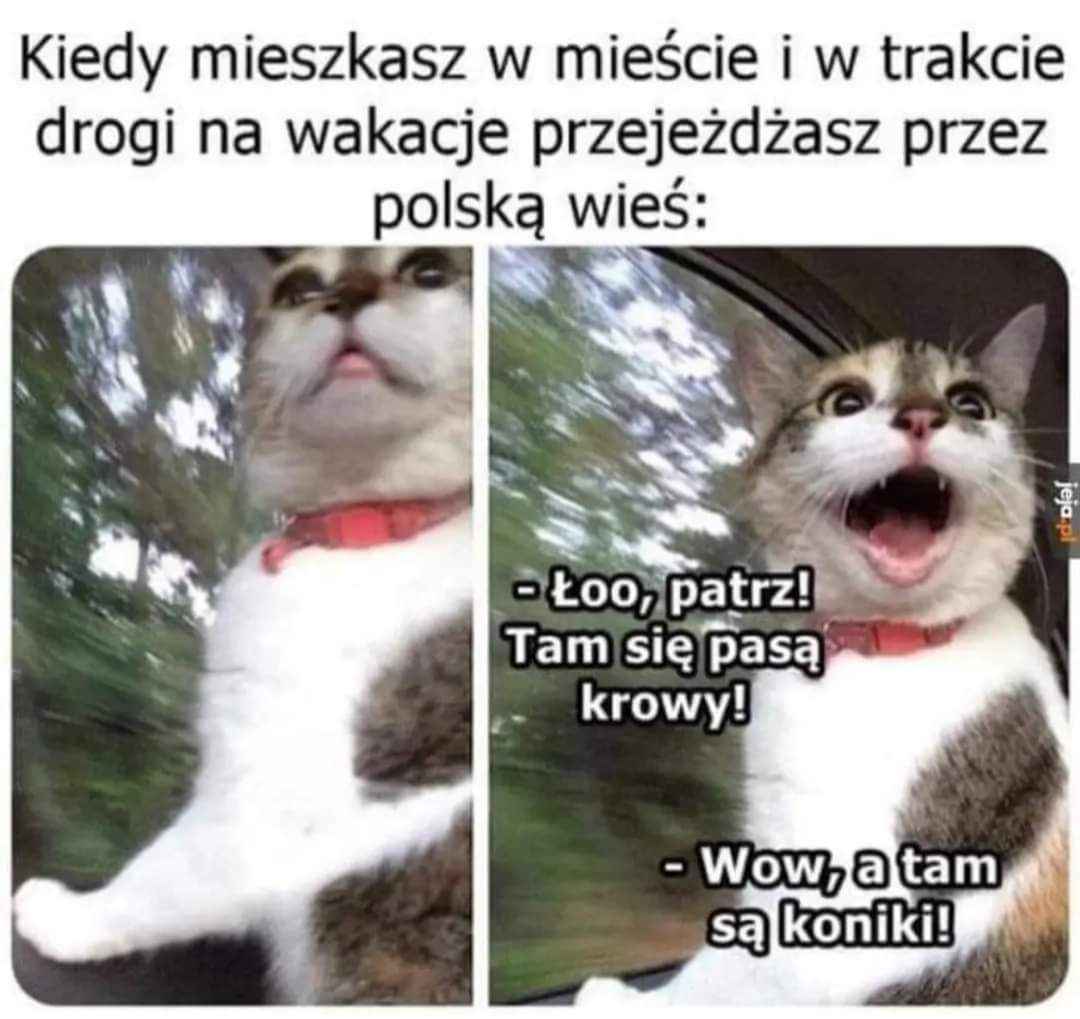 Kiedy mieszkasz w mieście i w trakcie
drogi na wakacje przejeżdżasz przez
polską wieś:
- Łoo, patrz!
Tam się pasą
krowy!
- Wow, a tam
są koniki!
jeja.pl